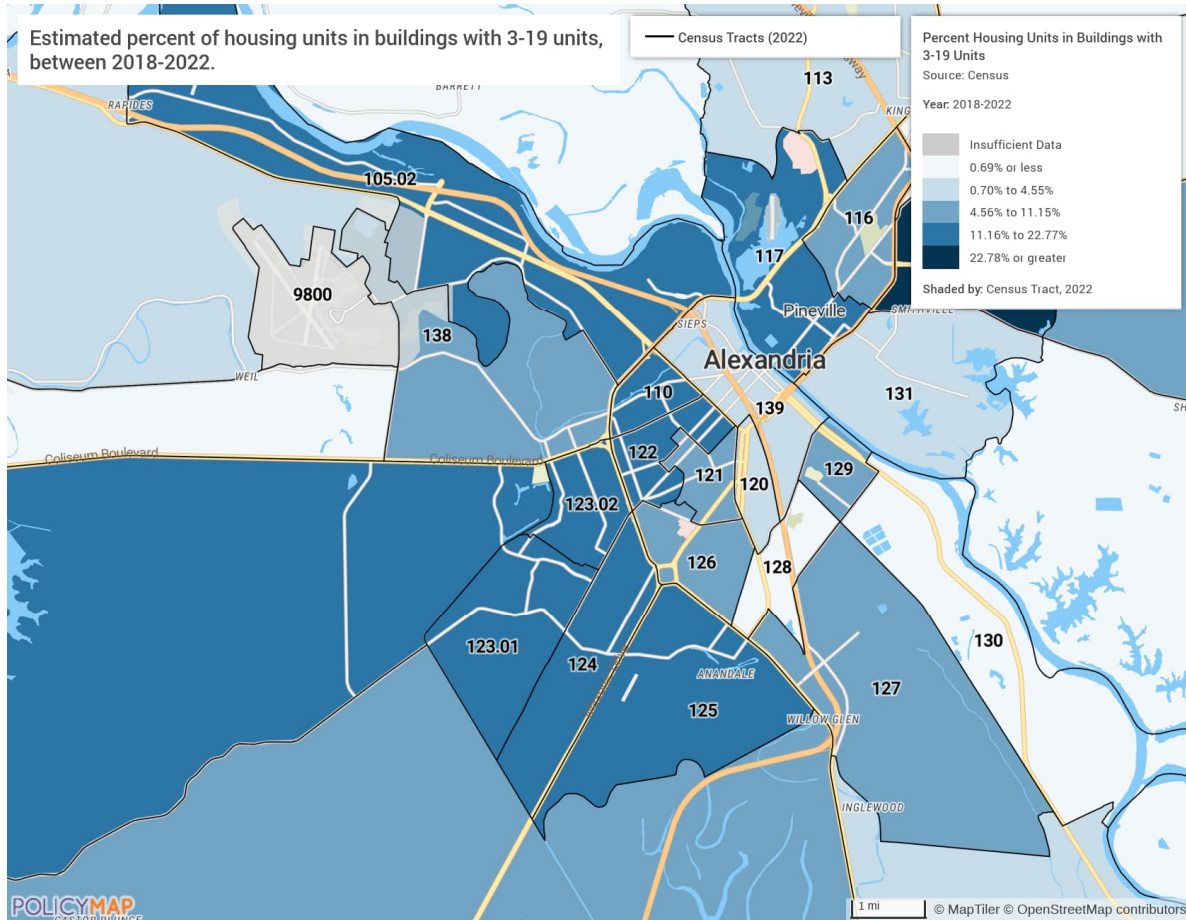 Estimated percent of housing units in buildings with 3-19 units,
between 2018-2022.
Census Tracts (2022)
Percent Housing Units in Buildings with
3-19 Units
Source: Census
Year: 2018-2022
Insufficient Data
0.69% or less
0.70% to 4.55%
4.56% to 11.15%
11.16% to 22.77%
22.78% or greater
Shaded by: Census Tract, 2022
113
BARRETT
RAPIDES
KING
105.02
116
117
9800
Pineville
SMITHVILLE
SIEPS
138
Alexandria
WEIL
110
131
139
SH
Coliseum Boulevard
Coliseum Boulevard
122
121
120
129
123.02
126
128
130
123.01
124
ANANDALE
127
125
WILLOW GLEN
INGLEWOOD
POLICYMAP
1 mi
© MapTiler © OpenStreetMap contributors